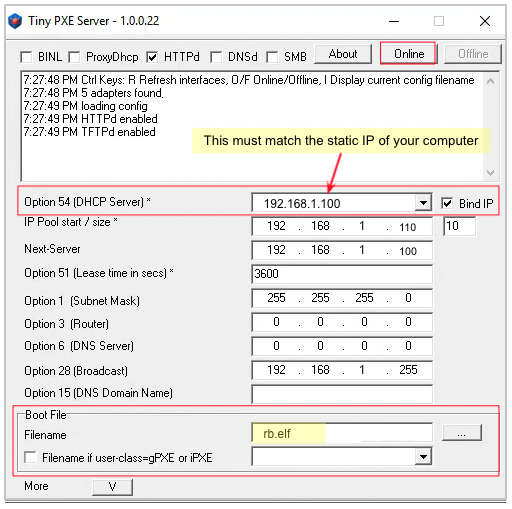 Tiny PXE Server - 1.0.0.22
BINL ProxyDhcp HTTPd DNSd SMB About Online Offline
7:27:48 PM Ctrl Keys: R Refresh interfaces, O/F Online/Offline, I Display current config filename
7:27:48 PM 5 adapters found.
7:27:49 PM loading config
7:27:49 PM HTTPd enabled
7:27:49 PM TFTPd enabled
This must match the static IP of your computer
Option 54 (DHCP Server) * 192.168.1.100 Bind IP
IP Pool start / size * 192 . 168 . 1 . 110 10
Next-Server 192 . 168 . 1 . 100
Option 51 (Lease time in secs) * 3600
Option 1 (Subnet Mask) 255 . 255 . 255 . 0
Option 3 (Router) 0 . 0 . 0 . 0
Option 6 (DNS Server) 0 . 0 . 0 . 0
Option 28 (Broadcast) 192 . 168 . 1 . 255
Option 15 (DNS Domain Name)
Boot File
Filename rb.elf ...
Filename if user-class=gPXE or iPXE
More V